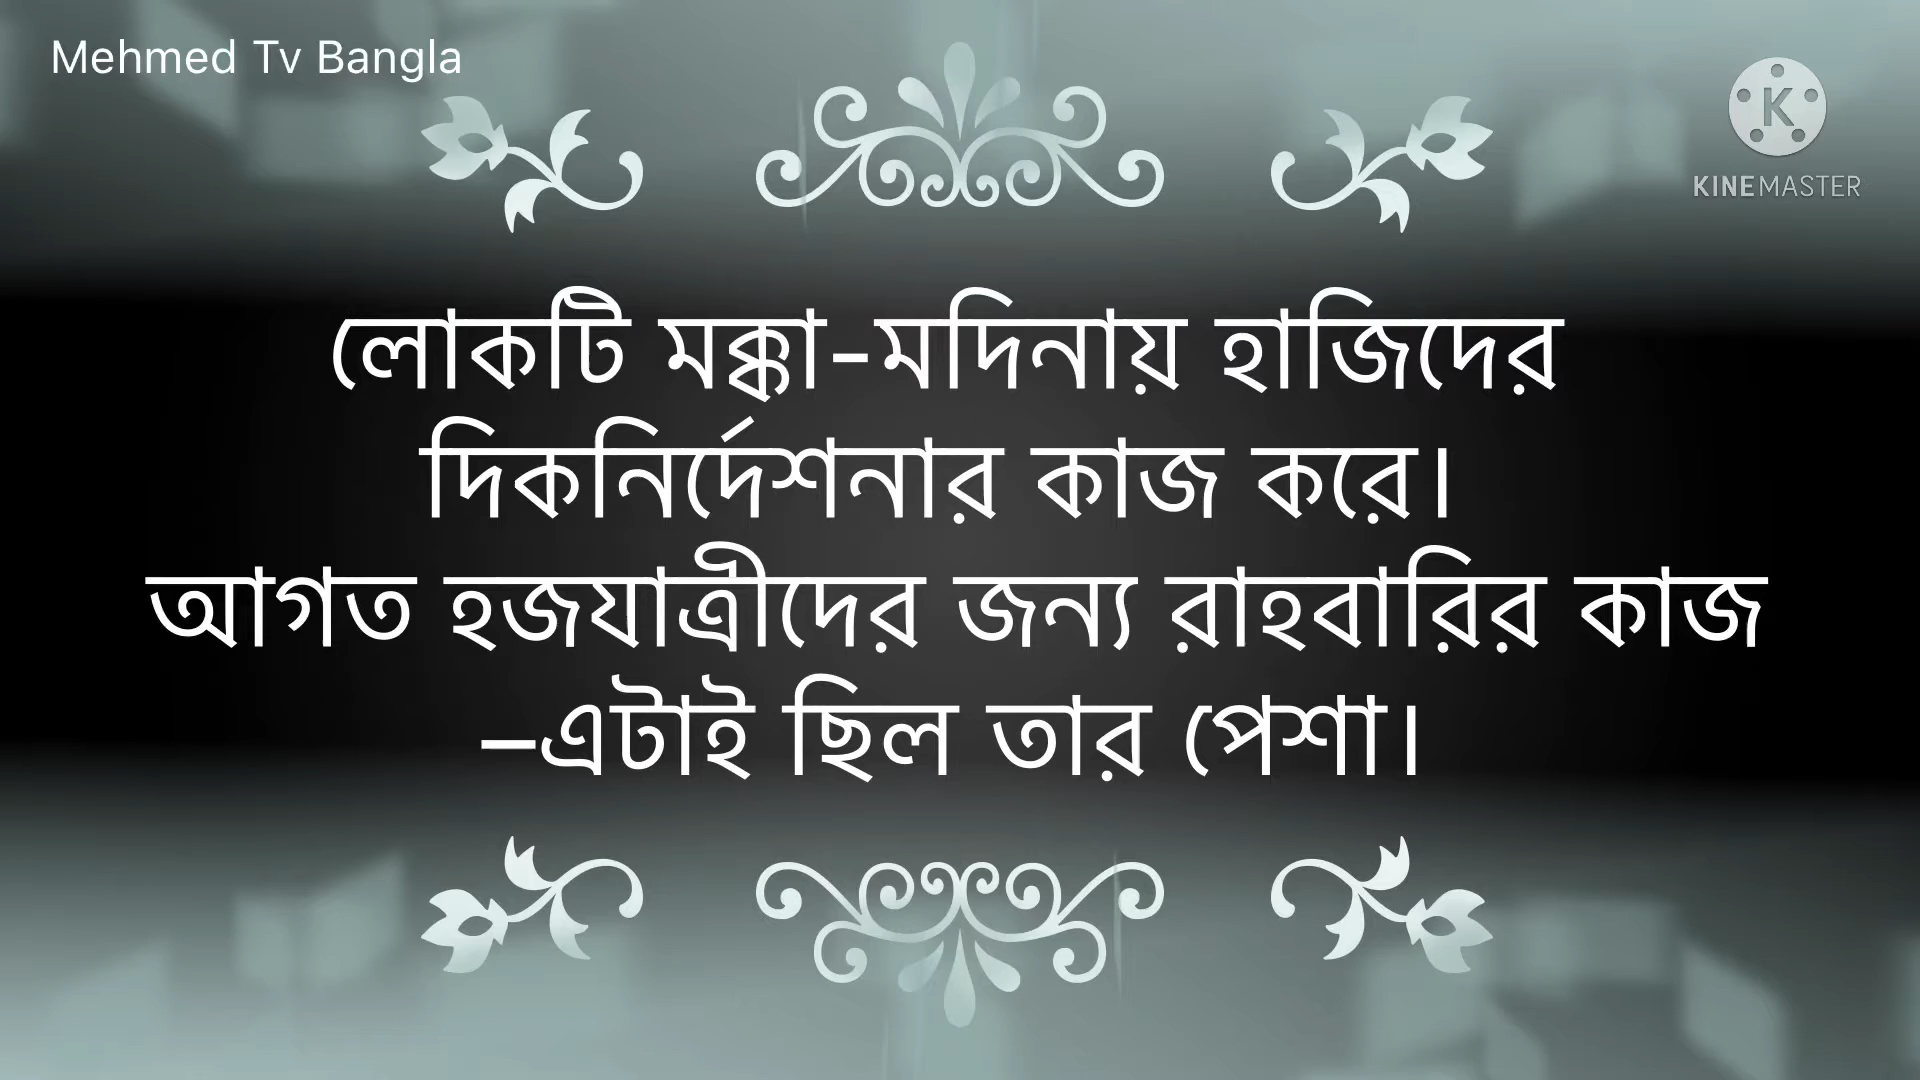 Mehmed Tv Bangla
K
KINEMASTER
লোকটি মক্কা-মদিনায় হাজিদের
দিকনির্দেশনার কাজ করে।
আগত হজযাত্রীদের জন্য রাহবারির কাজ
–এটাই ছিল তার পেশা।